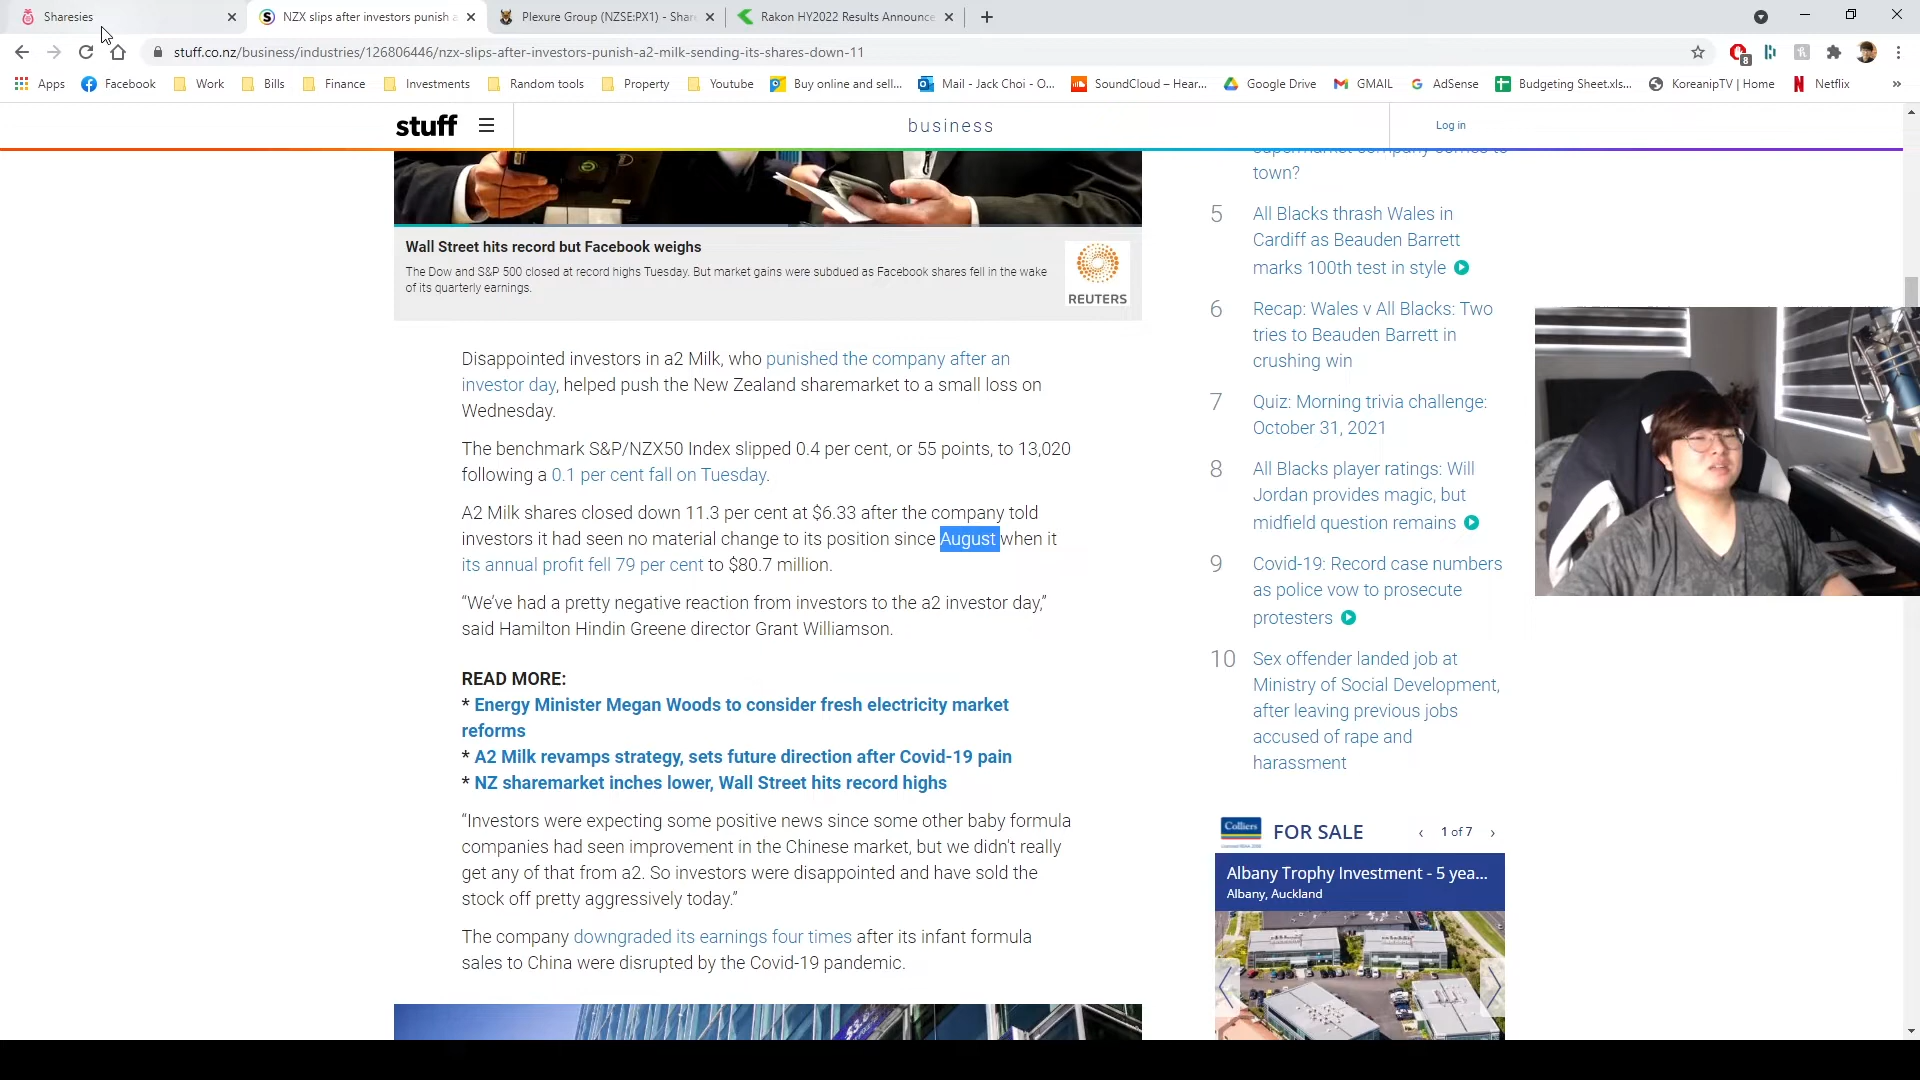 Sharesies
NZX slips after investors punish a
Plexure Group (NZSE:PX1) - Shar
Rakon HY2022 Results Announce
stuff.co.nz/business/industries/126806446/nzx-slips-after-investors-punish-a2-milk-sending-its-shares-down-11
8
Apps
Facebook
Work
Bills
Finance
Investments
Random tools
Property
Youtube
Buy online and sell...
Mail - Jack Choi - O...
SoundCloud – Hear...
Google Drive
GMAIL
AdSense
Budgeting Sheet.xls...
KoreanipTV | Home
Netflix
»
stuff
business
Log in
Wall Street hits record but Facebook weighs
The Dow and S&P 500 closed at record highs Tuesday. But market gains were subdued as Facebook shares fell in the wake
of its quarterly earnings.
REUTERS
Disappointed investors in a2 Milk, who punished the company after an
investor day, helped push the New Zealand sharemarket to a small loss on
Wednesday.
The benchmark S&P/NZX50 Index slipped 0.4 per cent, or 55 points, to 13,020
following a 0.1 per cent fall on Tuesday.
A2 Milk shares closed down 11.3 per cent at $6.33 after the company told
investors it had seen no material change to its position since August when it
its annual profit fell 79 per cent to $80.7 million.
“We’ve had a pretty negative reaction from investors to the a2 investor day,”
said Hamilton Hindin Greene director Grant Williamson.
READ MORE:
* Energy Minister Megan Woods to consider fresh electricity market
reforms
* A2 Milk revamps strategy, sets future direction after Covid-19 pain
* NZ sharemarket inches lower, Wall Street hits record highs
“Investors were expecting some positive news since some other baby formula
companies had seen improvement in the Chinese market, but we didn't really
get any of that from a2. So investors were disappointed and have sold the
stock off pretty aggressively today.”
The company downgraded its earnings four times after its infant formula
sales to China were disrupted by the Covid-19 pandemic.
supermarket company comes to
town?
5
All Blacks thrash Wales in
Cardiff as Beauden Barrett
marks 100th test in style
6
Recap: Wales v All Blacks: Two
tries to Beauden Barrett in
crushing win
7
Quiz: Morning trivia challenge:
October 31, 2021
8
All Blacks player ratings: Will
Jordan provides magic, but
midfield question remains
9
Covid-19: Record case numbers
as police vow to prosecute
protesters
10
Sex offender landed job at
Ministry of Social Development,
after leaving previous jobs
accused of rape and
harassment
Colliers
FOR SALE
‹ 1 of 7 ›
Albany Trophy Investment - 5 yea...
Albany, Auckland